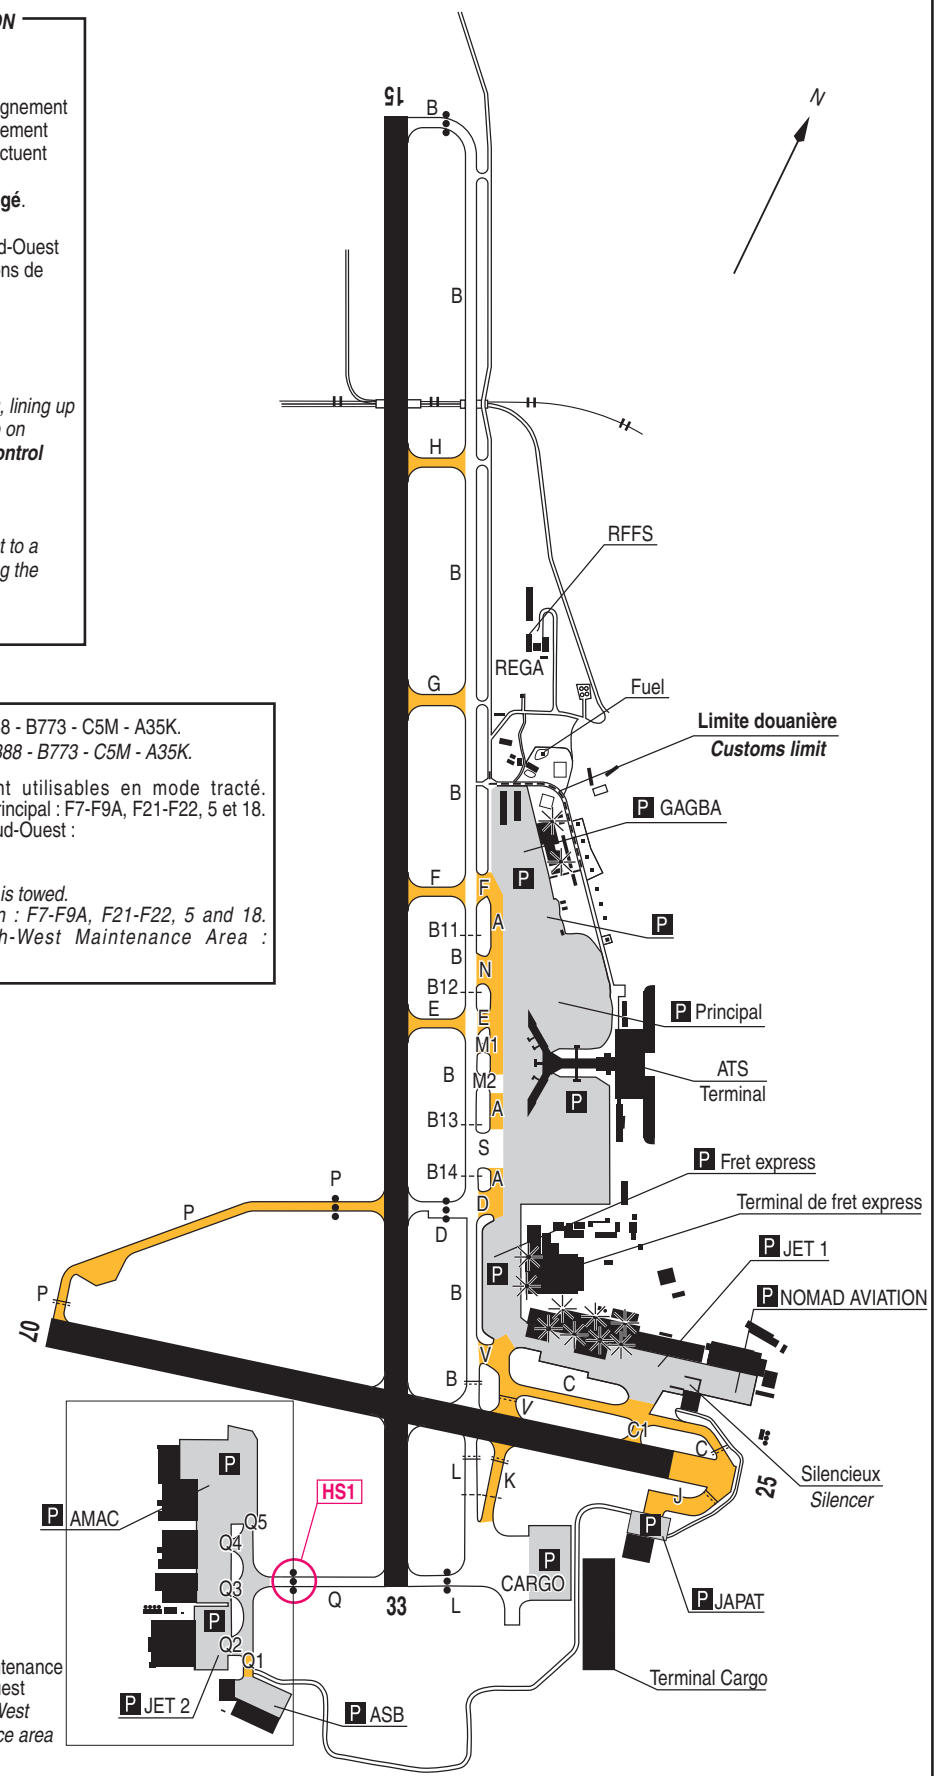 ON
gnement
ement
ctuent
gé.
d-Ouest
ons de
, lining up
on
ontrol
t to a
g the
8 - B773 - C5M - A35K.
388 - B773 - C5M - A35K.
nt utilisables en mode tracté.
rincipal : F7-F9A, F21-F22, 5 et 18.
ud-Ouest :
is towed.
n : F7-F9A, F21-F22, 5 and 18.
h-West Maintenance Area :
15
B
N
B
H
RFFS
B
REGA
G
Fuel
Limite douanière
Customs limit
B
P GAGBA
F
F
P
A
B11
P
B
N
B12
E
E
P Principal
M1
B
M2
ATS
Terminal
P
A
B13
S
P Fret express
B14
A
P
P
D
D
Terminal de fret express
P JET 1
P
P
B
P NOMAD AVIATION
07
V
B
C
V
C1
C
P
L
K
25
Silencieux
Silencer
HS1
J
P AMAC
Q5
Q4
P
P
CARGO
Q3
Q
33
L
P JAPAT
P
Q2
Q1
Terminal Cargo
P JET 2
P ASB
tenance
uest
West
ce area